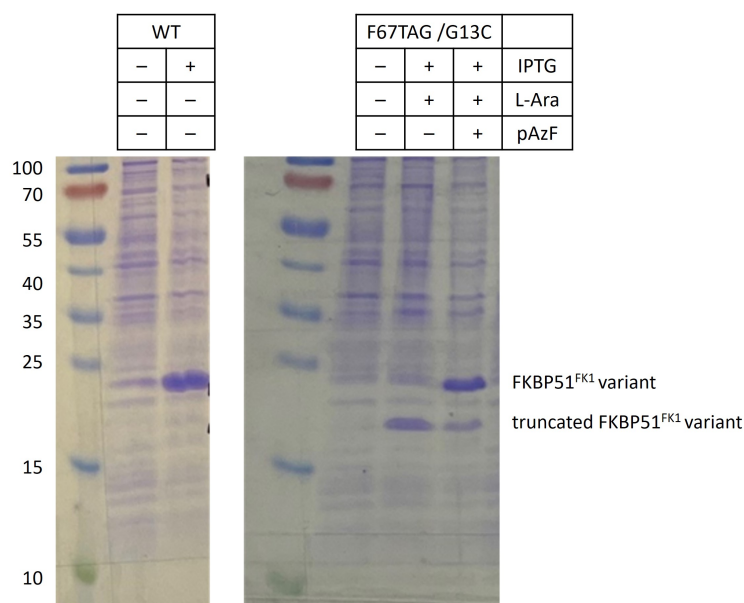 WT
– +
– –
– –
F67TAG /G13C
– + + IPTG
– + + L-Ara
– – + pAzF
100
70
55
40
35
25
15
10
FKBP51FK1 variant
truncated FKBP51FK1 variant